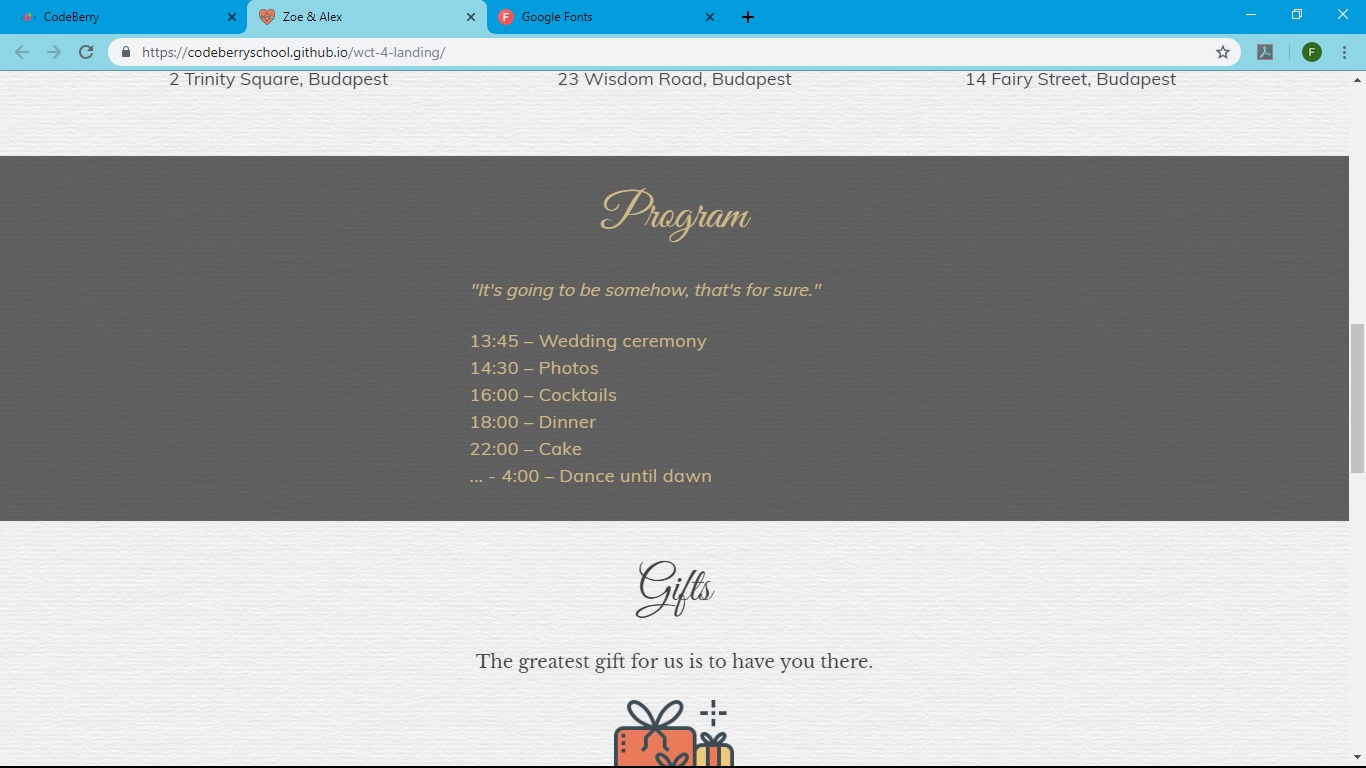 CodeBerry
Zoe & Alex
Google Fonts
https://codeberryschool.github.io/wct-4-landing/
F
2 Trinity Square, Budapest
23 Wisdom Road, Budapest
14 Fairy Street, Budapest
Program
"It's going to be somehow, that's for sure."
13:45 – Wedding ceremony
14:30 – Photos
16:00 – Cocktails
18:00 – Dinner
22:00 – Cake
... - 4:00 – Dance until dawn
Gifts
The greatest gift for us is to have you there.